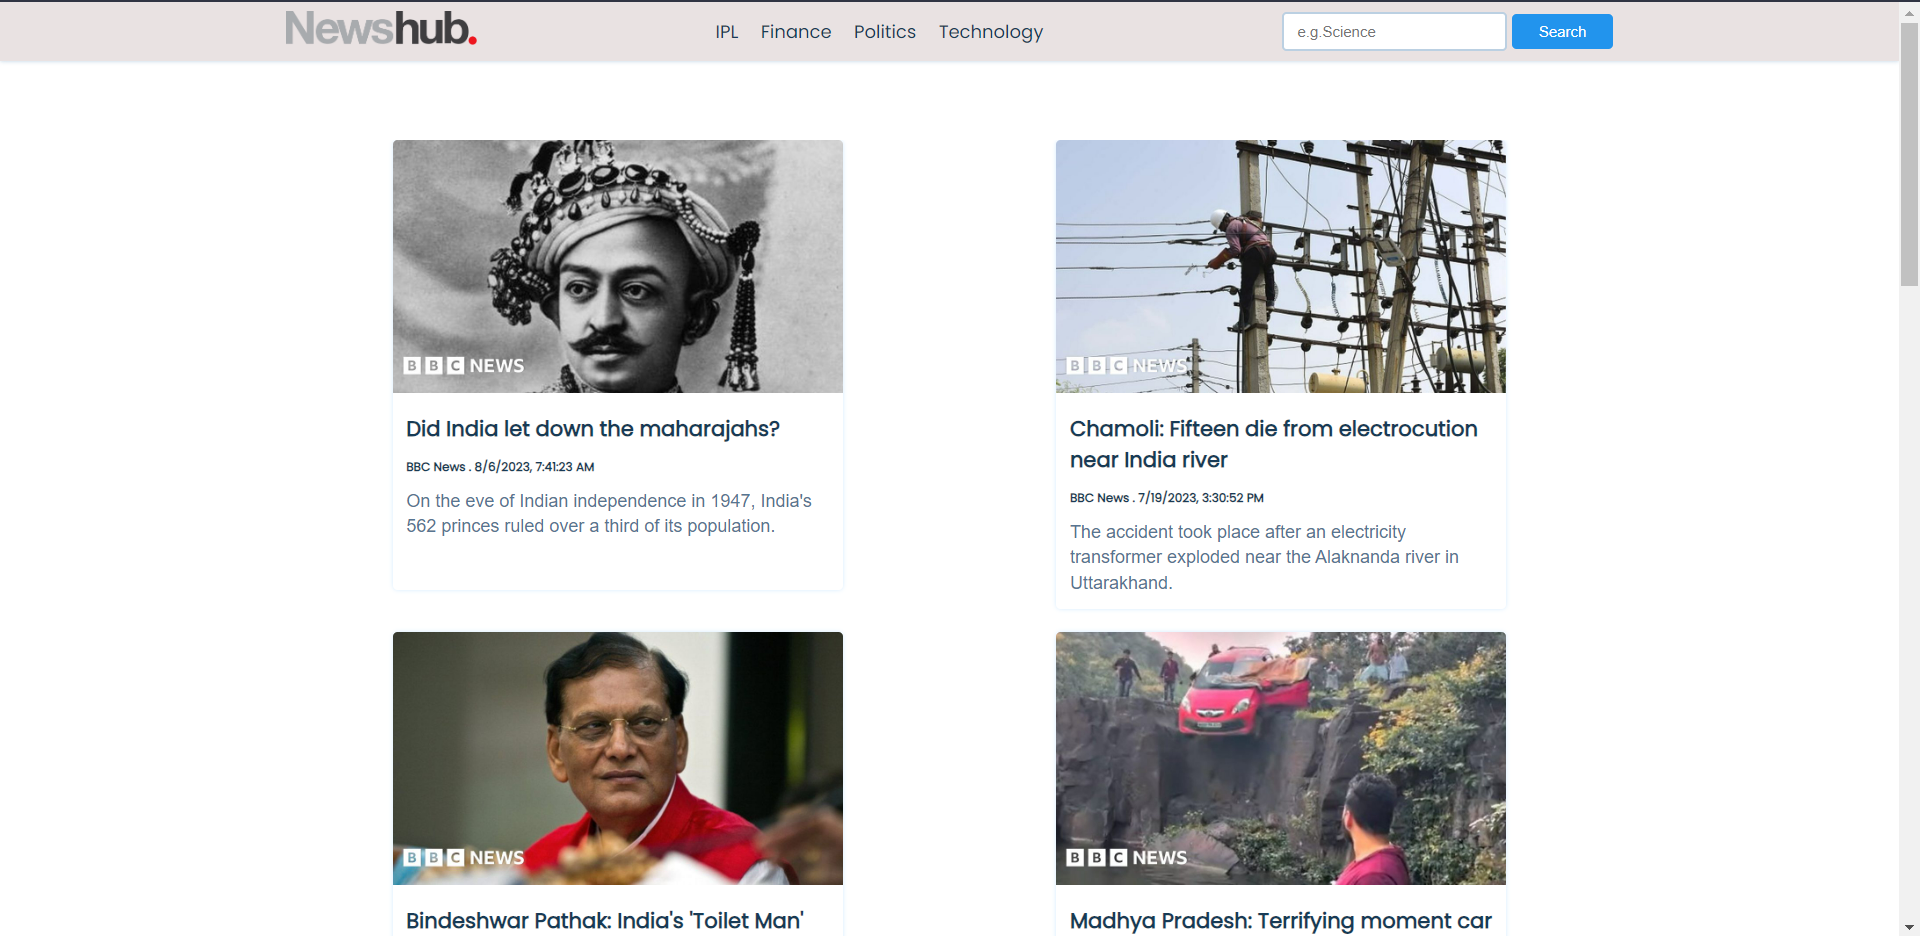 Newshub.
IPL Finance Politics Technology
e.g.Science
Search
BBC NEWS
Did India let down the maharajahs?
BBC News . 8/6/2023, 7:41:23 AM
On the eve of Indian independence in 1947, India's
562 princes ruled over a third of its population.
BBC NEWS
Chamoli: Fifteen die from electrocution
near India river
BBC News . 7/19/2023, 3:30:52 PM
The accident took place after an electricity
transformer exploded near the Alaknanda river in
Uttarakhand.
BBC NEWS
Bindeshwar Pathak: India's 'Toilet Man'
BBC NEWS
Madhya Pradesh: Terrifying moment car